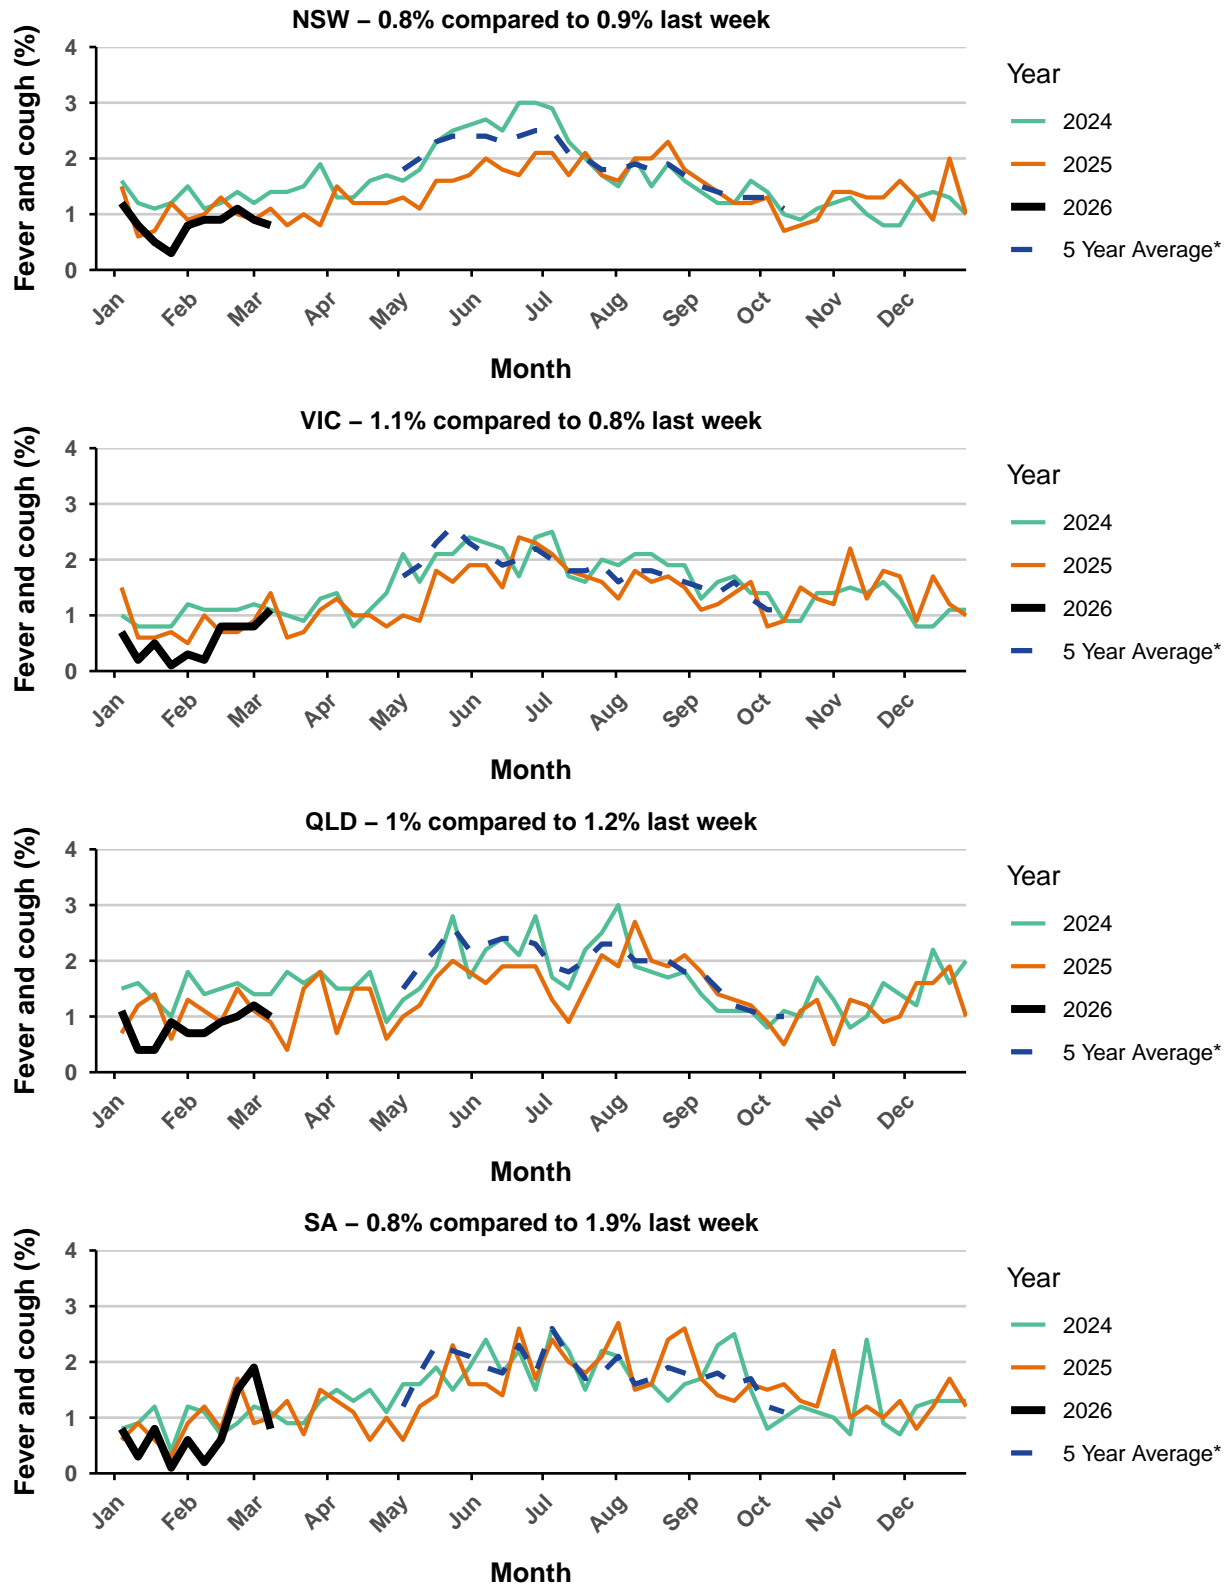 NSW – 0.8% compared to 0.9% last week
Fever and cough (%)
4
3
2
1
0
Jan Feb Mar Apr May Jun Jul Aug Sep Oct Nov Dec
Month
Year
2024
2025
2026
5 Year Average*
VIC – 1.1% compared to 0.8% last week
Fever and cough (%)
4
3
2
1
0
Jan Feb Mar Apr May Jun Jul Aug Sep Oct Nov Dec
Month
Year
2024
2025
2026
5 Year Average*
QLD – 1% compared to 1.2% last week
Fever and cough (%)
4
3
2
1
0
Jan Feb Mar Apr May Jun Jul Aug Sep Oct Nov Dec
Month
Year
2024
2025
2026
5 Year Average*
SA – 0.8% compared to 1.9% last week
Fever and cough (%)
4
3
2
1
0
Jan Feb Mar Apr May Jun Jul Aug Sep Oct Nov Dec
Month
Year
2024
2025
2026
5 Year Average*